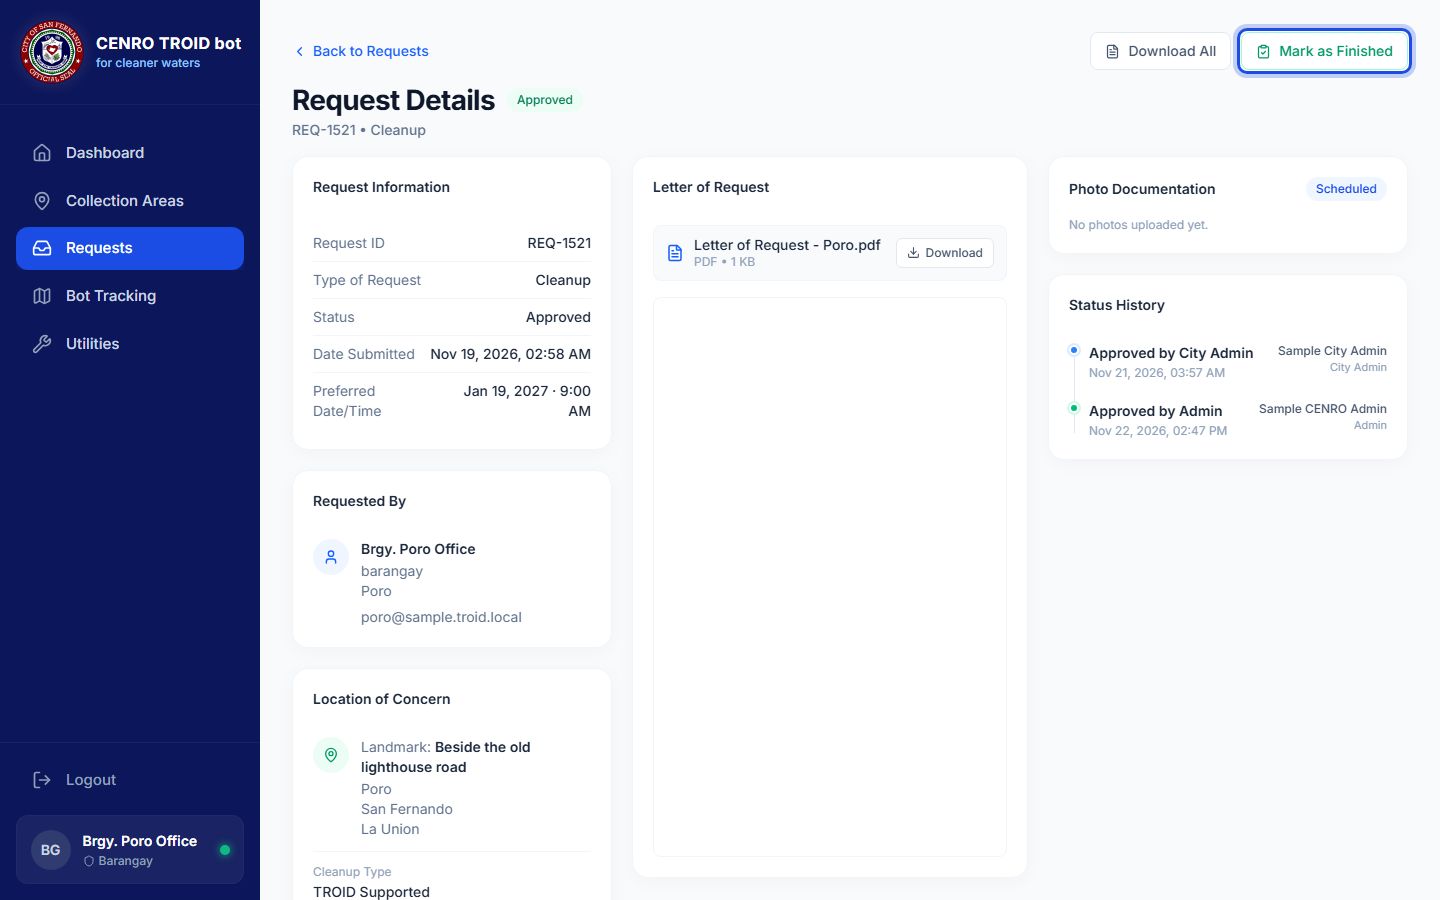 CITY OF SAN FERNANDO
OFFICIAL SEAL
CENRO TROID bot
for cleaner waters
Dashboard
Collection Areas
Requests
Bot Tracking
Utilities
Logout
BG
Brgy. Poro Office
Barangay
Back to Requests
Download All
Mark as Finished
Request Details
Approved
REQ-1521 • Cleanup
Request Information
Request ID REQ-1521
Type of Request Cleanup
Status Approved
Date Submitted Nov 19, 2026, 02:58 AM
Preferred Jan 19, 2027 · 9:00
Date/Time AM
Requested By
Brgy. Poro Office
barangay
Poro
poro@sample.troid.local
Location of Concern
Landmark: Beside the old
lighthouse road
Poro
San Fernando
La Union
Cleanup Type
TROID Supported
Letter of Request
Letter of Request - Poro.pdf
PDF • 1 KB
Download
Photo Documentation
Scheduled
No photos uploaded yet.
Status History
Approved by City Admin Sample City Admin
Nov 21, 2026, 03:57 AM City Admin
Approved by Admin Sample CENRO Admin
Nov 22, 2026, 02:47 PM Admin